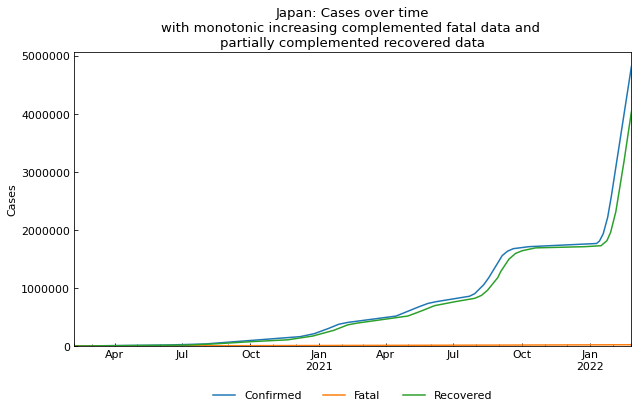 Japan: Cases over time
with monotonic increasing complemented fatal data and
partially complemented recovered data
5000000
4000000
3000000
2000000
1000000
0
Cases
Apr Jul Oct Jan Apr Jul Oct Jan
2021 2022
Confirmed Fatal Recovered